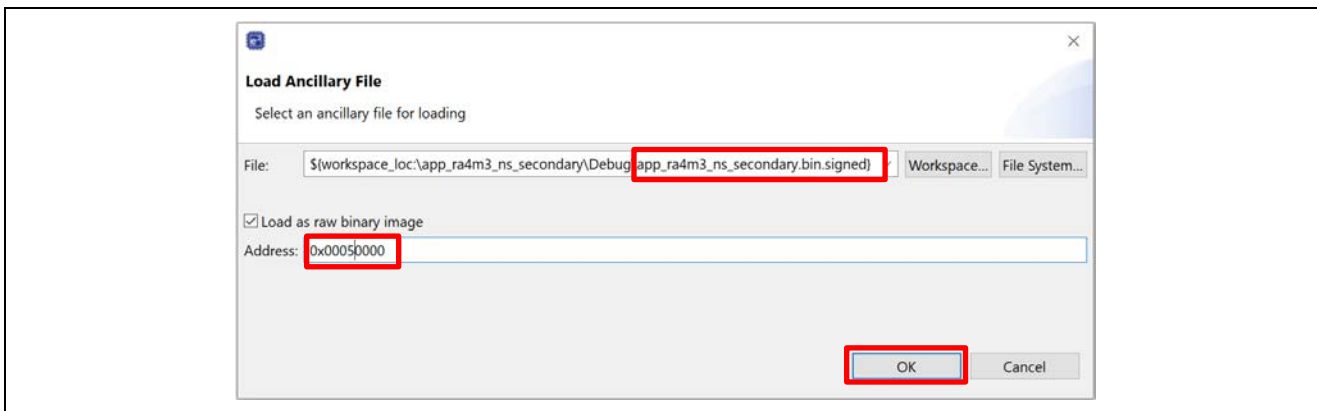 Load Ancillary File
Select an ancillary file for loading
File: ${workspace_loc:\app_ra4m3_ns_secondary\Debug\app_ra4m3_ns_secondary.bin.signed} Workspace... File System...
Load as raw binary image
Address: 0x00050000
OK Cancel